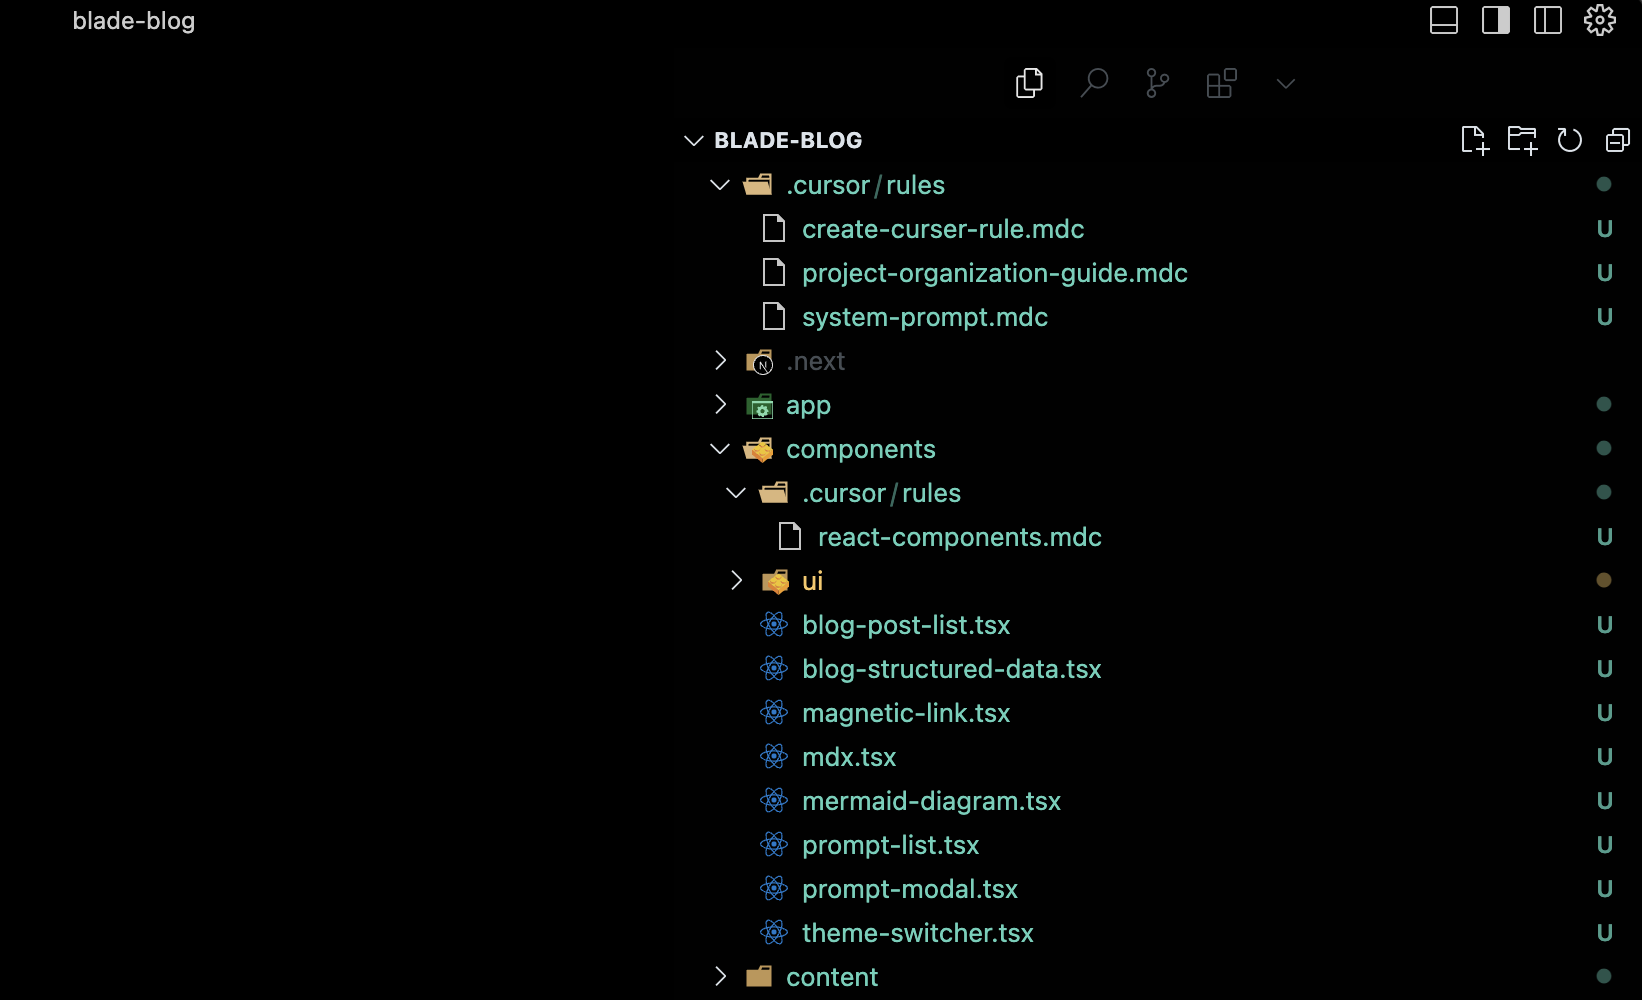 blade-blog
BLADE-BLOG
.cursor/rules
create-curser-rule.mdc U
project-organization-guide.mdc U
system-prompt.mdc U
N .next
app
components
.cursor/rules
react-components.mdc U
ui
blog-post-list.tsx U
blog-structured-data.tsx U
magnetic-link.tsx U
mdx.tsx U
mermaid-diagram.tsx U
prompt-list.tsx U
prompt-modal.tsx U
theme-switcher.tsx U
content